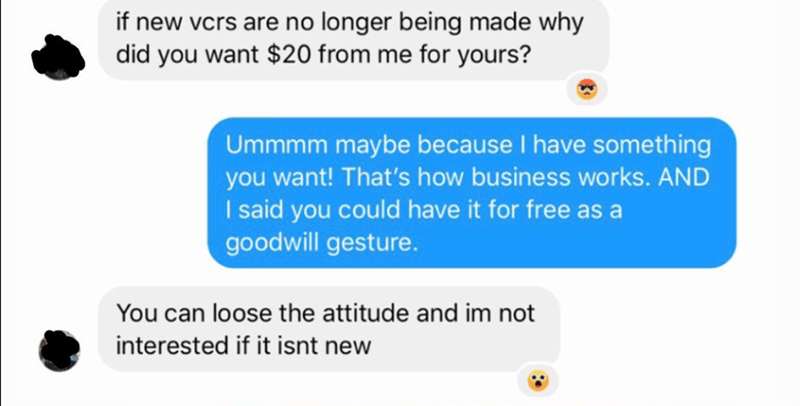 if new vcrs are no longer being made why
did you want $20 from me for yours?
Ummmm maybe because I have something
you want! That's how business works. AND
I said you could have it for free as a
goodwill gesture.
You can loose the attitude and im not
interested if it isnt new